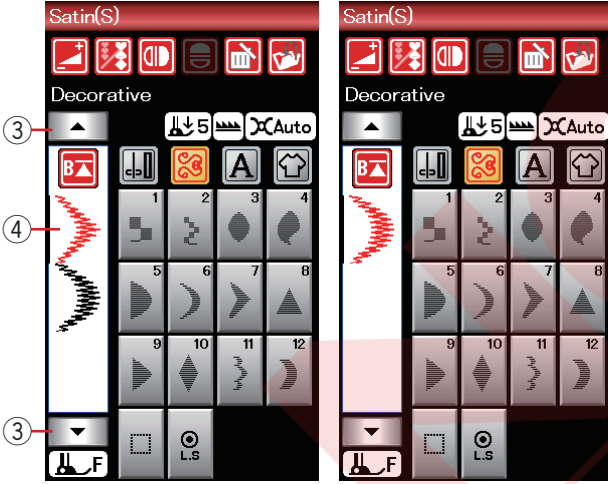 Satin(S)
Decorative
③
5
Auto
B
A
④
1 2 3 4
5 6 7 8
9 10 11 12
③
F
L.S
Satin(S)
Decorative
5
Auto
B
A
1 2 3 4
5 6 7 8
9 10 11 12
F
L.S